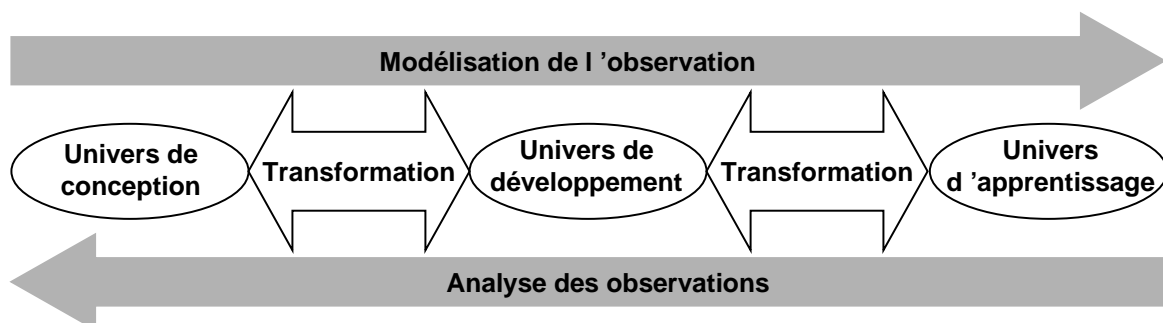 Modélisation de l ’observation
Univers de
conception
Transformation
Univers de
développement
Transformation
Univers
d ’apprentissage
Analyse des observations